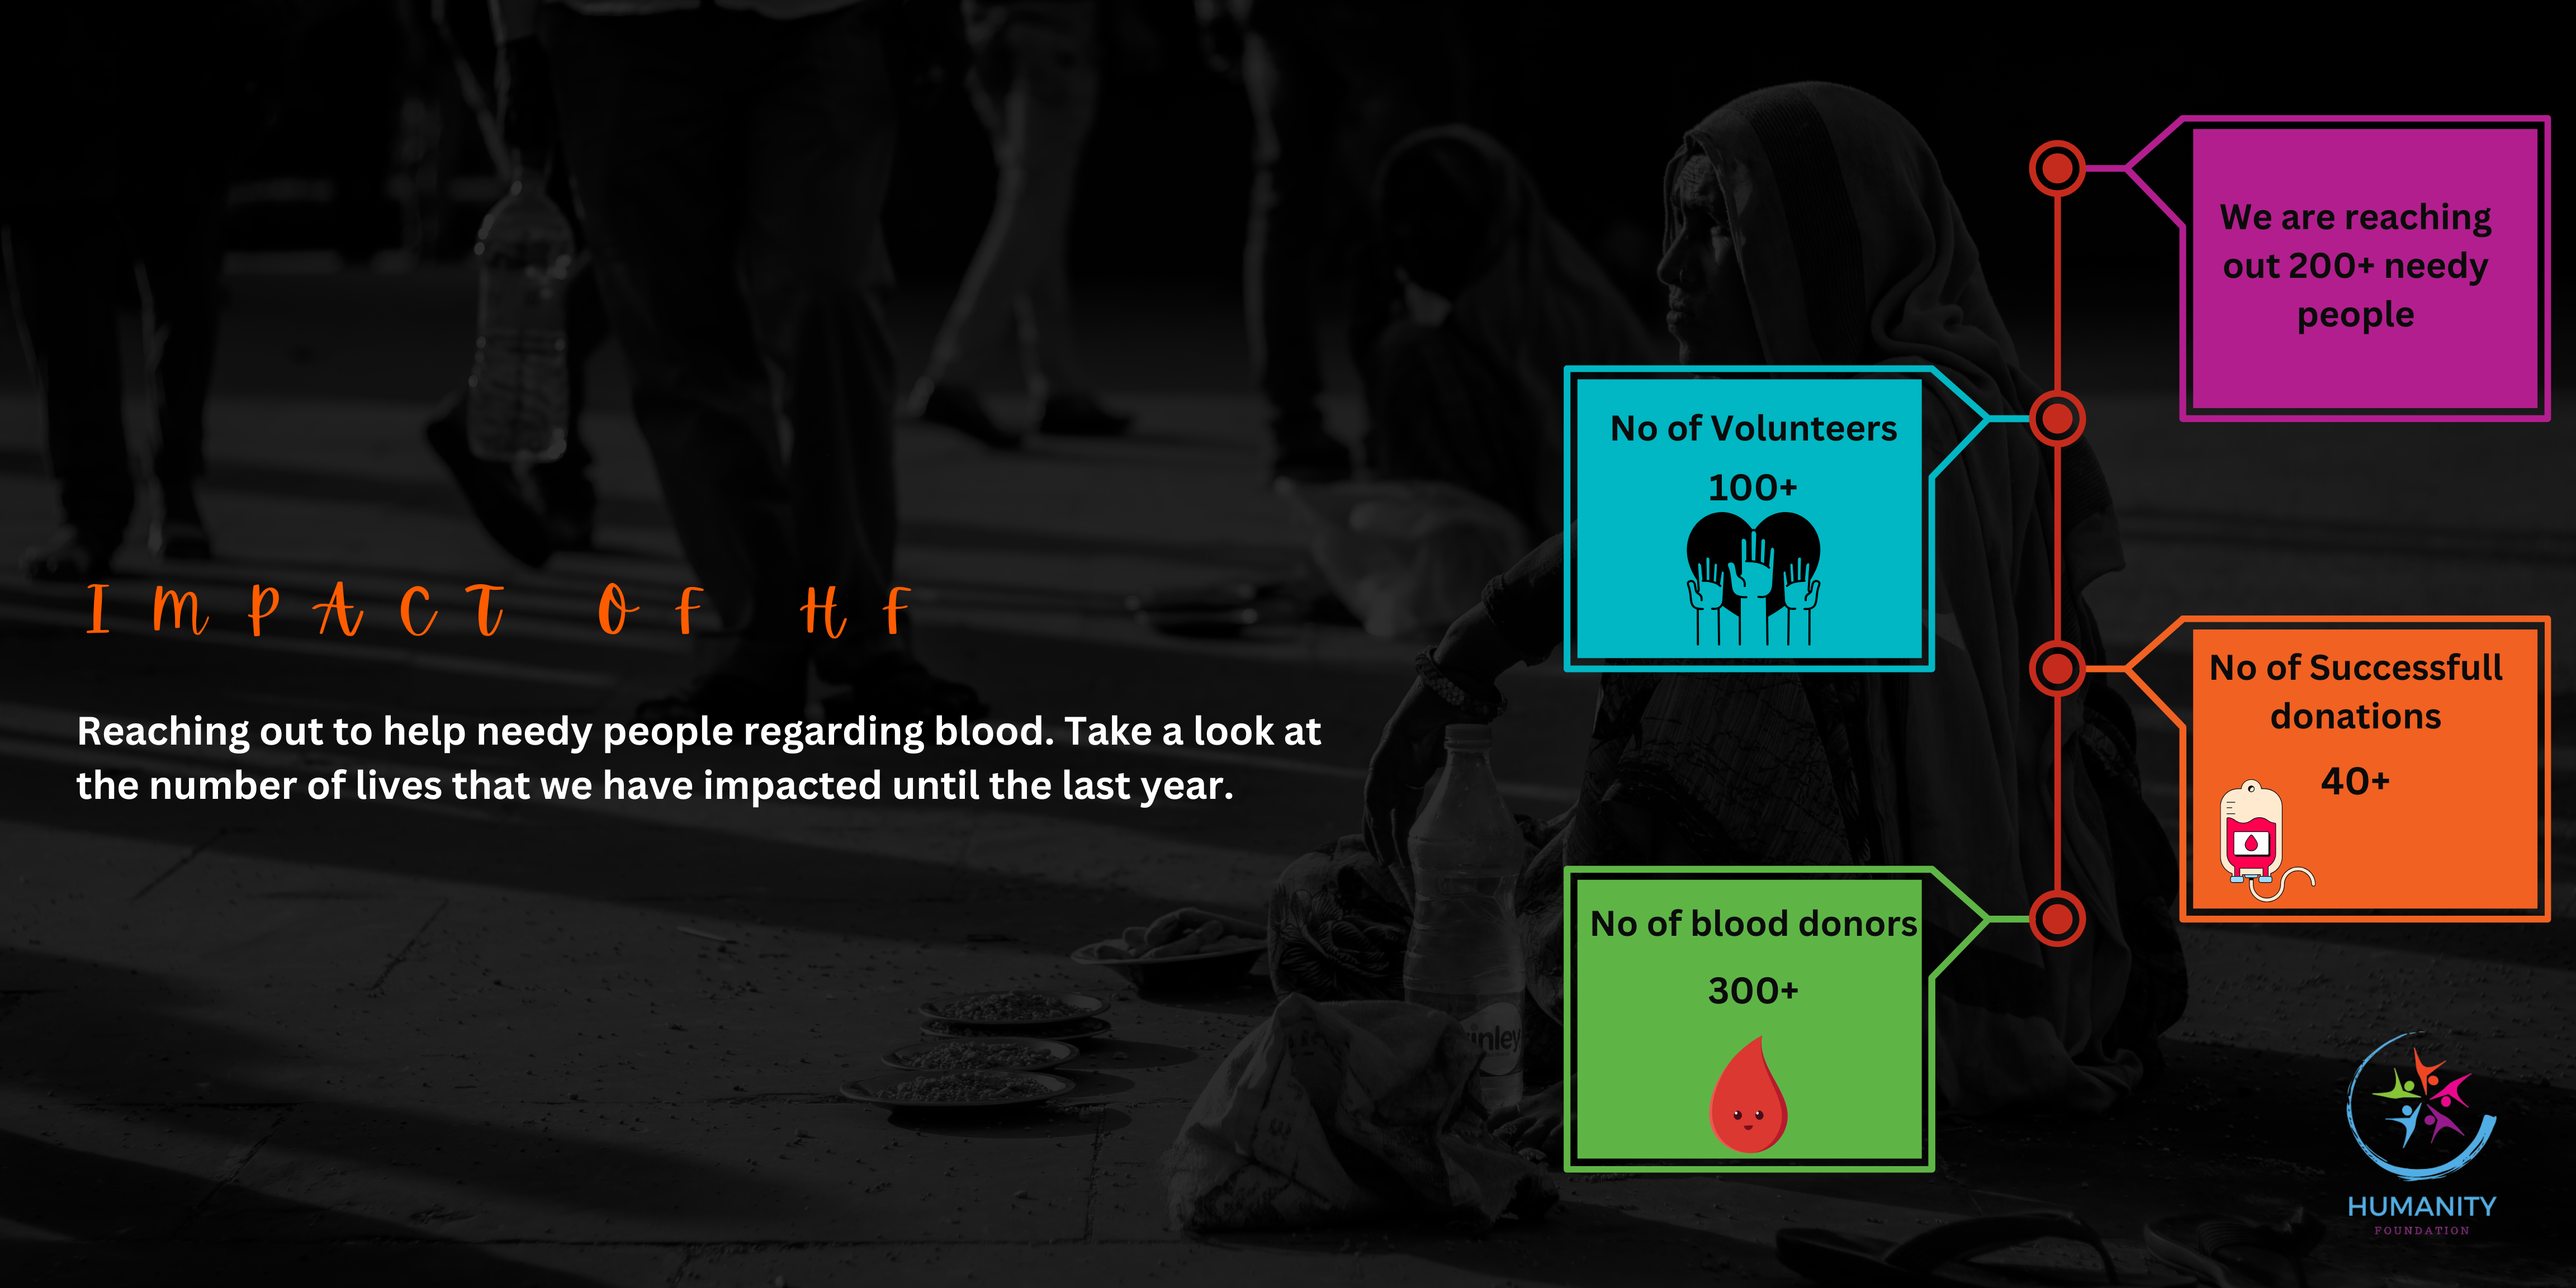 IMPACT OF HF
Reaching out to help needy people regarding blood. Take a look at
the number of lives that we have impacted until the last year.
We are reaching
out 200+ needy
people
No of Volunteers
100+
No of Successfull
donations
40+
No of blood donors
300+
inley
HUMANITY
FOUNDATION